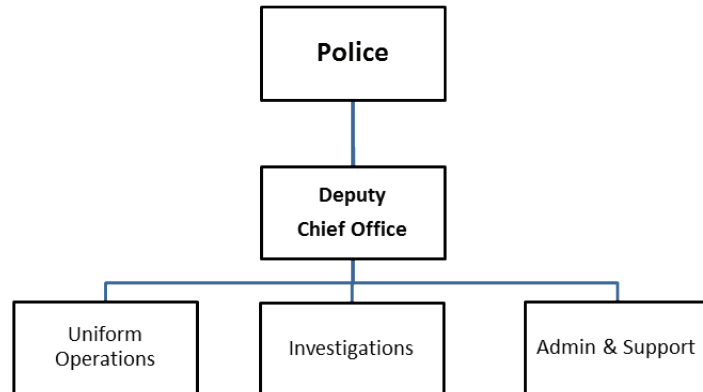 Police
Deputy
Chief Office
Uniform
Operations
Investigations
Admin & Support